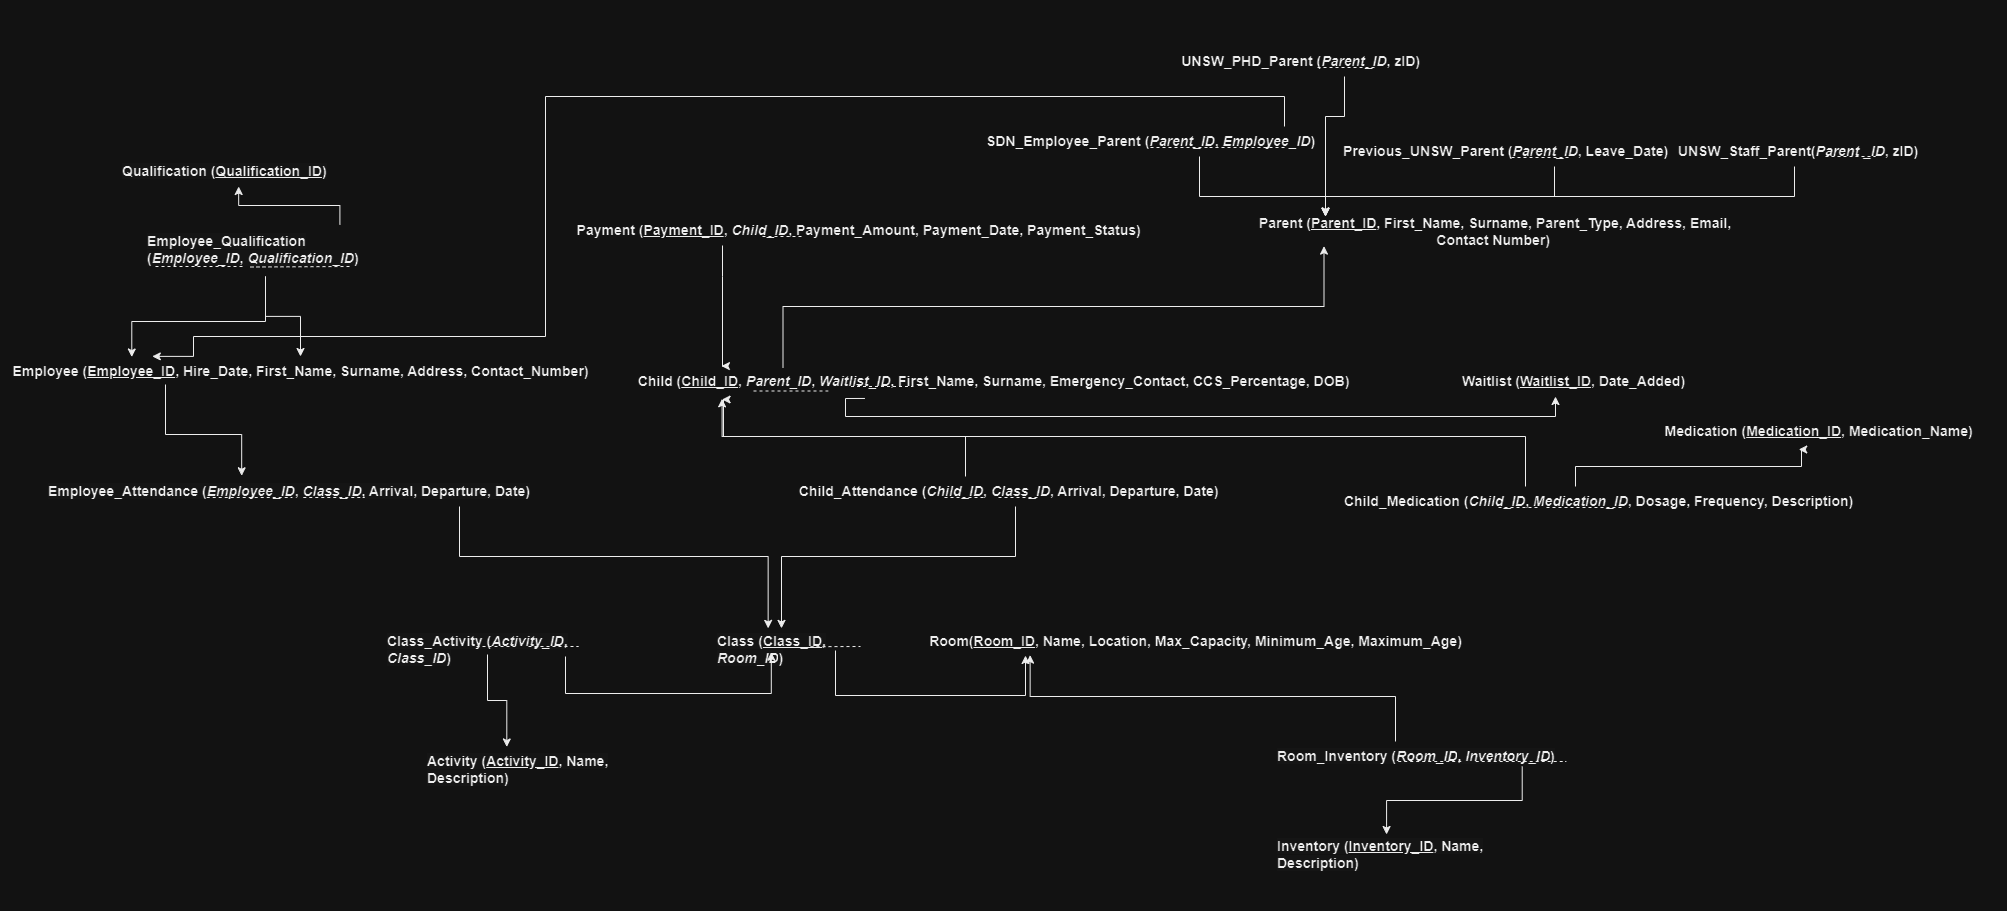 UNSW_PHD_Parent (Parent_ID, zID)
SDN_Employee_Parent (Parent_ID, Employee_ID)
Previous_UNSW_Parent (Parent_ID, Leave_Date)
UNSW_Staff_Parent(Parent_ID, zID)
Qualification (Qualification_ID)
Employee_Qualification
(Employee_ID, Qualification_ID)
Payment (Payment_ID, Child_ID, Payment_Amount, Payment_Date, Payment_Status)
Parent (Parent_ID, First_Name, Surname, Parent_Type, Address, Email,
Contact Number)
Employee (Employee_ID, Hire_Date, First_Name, Surname, Address, Contact_Number)
Child (Child_ID, Parent_ID, Waitlist_ID, First_Name, Surname, Emergency_Contact, CCS_Percentage, DOB)
Waitlist (Waitlist_ID, Date_Added)
Medication (Medication_ID, Medication_Name)
Employee_Attendance (Employee_ID, Class_ID, Arrival, Departure, Date)
Child_Attendance (Child_ID, Class_ID, Arrival, Departure, Date)
Child_Medication (Child_ID, Medication_ID, Dosage, Frequency, Description)
Class_Activity (Activity_ID,
Class_ID)
Class (Class_ID,
Room_ID)
Room(Room_ID, Name, Location, Max_Capacity, Minimum_Age, Maximum_Age)
Activity (Activity_ID, Name,
Description)
Room_Inventory (Room_ID, Inventory_ID)
Inventory (Inventory_ID, Name,
Description)